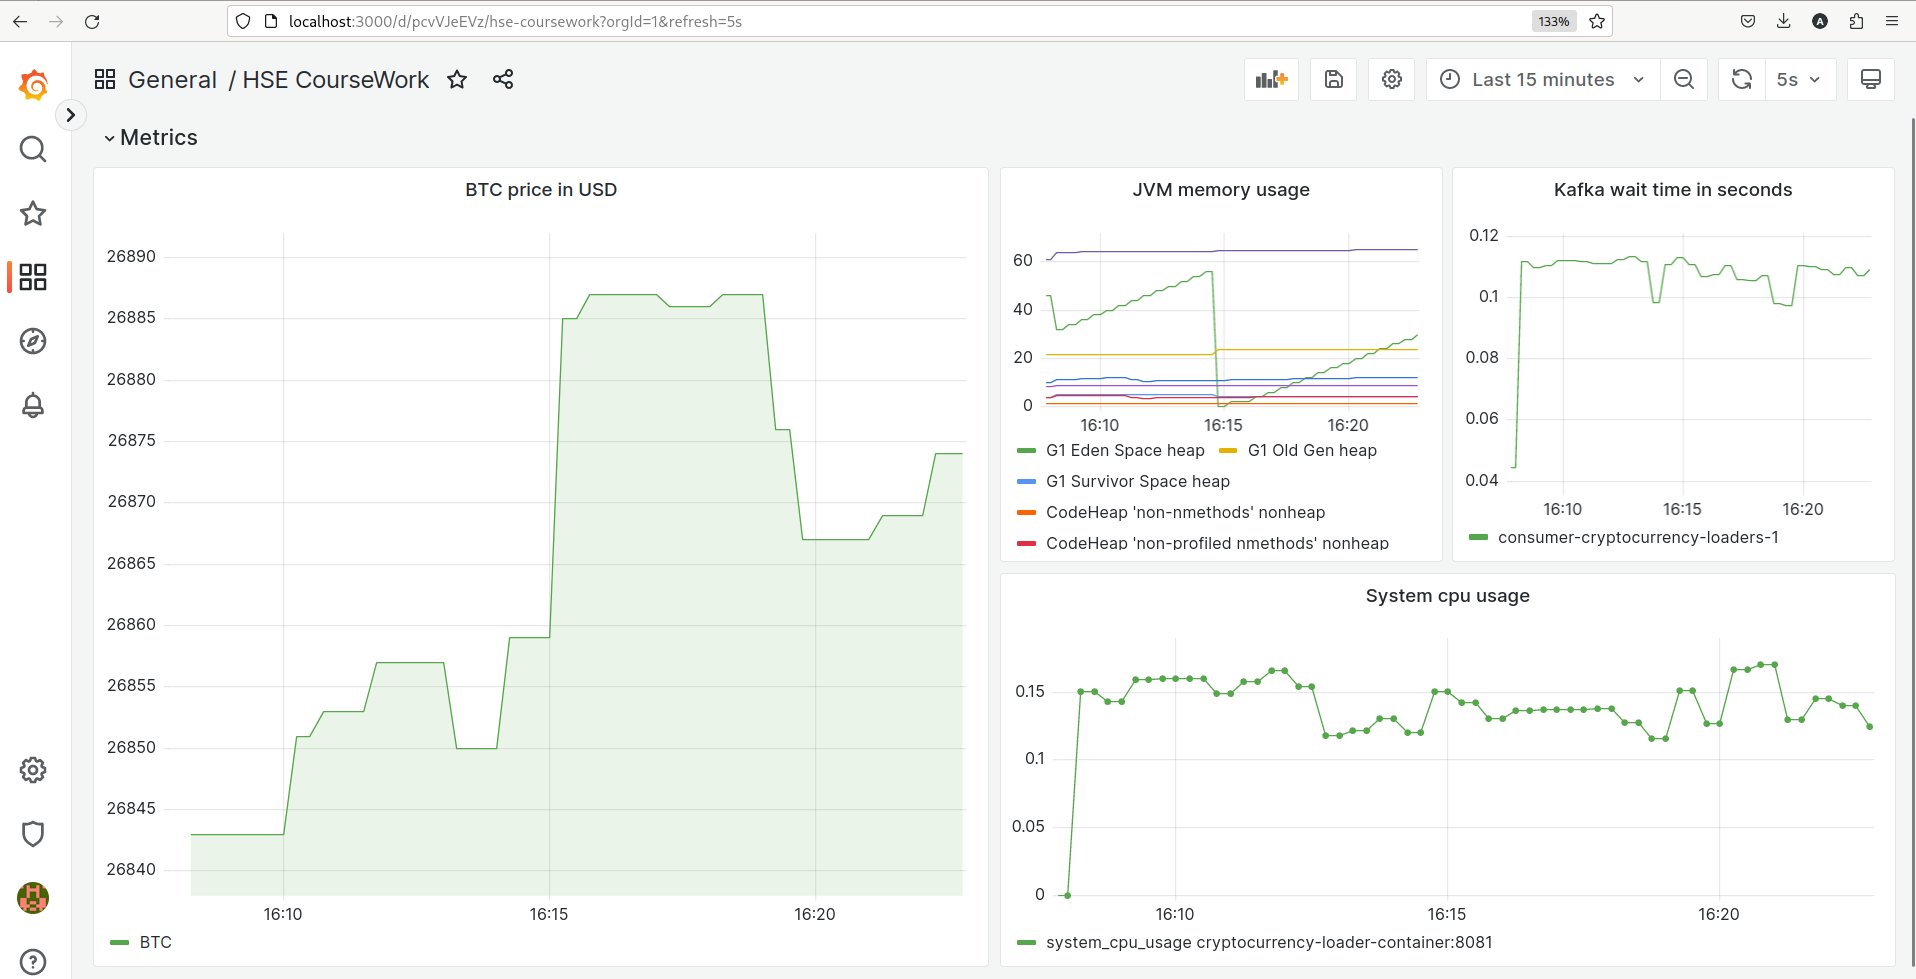 localhost:3000/d/pcvVJeEVz/hse-coursework?orgId=1&refresh=5s
133%
A
General / HSE CourseWork
Last 15 minutes
5s
Metrics
BTC price in USD
26890
26885
26880
26875
26870
26865
26860
26855
26850
26845
26840
16:10 16:15 16:20
BTC
JVM memory usage
60
40
20
0
16:10 16:15 16:20
G1 Eden Space heap G1 Old Gen heap
G1 Survivor Space heap
CodeHeap 'non-nmethods' nonheap
CodeHeap 'non-profiled nmethods' nonheap
Kafka wait time in seconds
0.12
0.1
0.08
0.06
0.04
16:10 16:15 16:20
consumer-cryptocurrency-loaders-1
System cpu usage
0.15
0.1
0.05
0
16:10 16:15 16:20
system_cpu_usage cryptocurrency-loader-container:8081